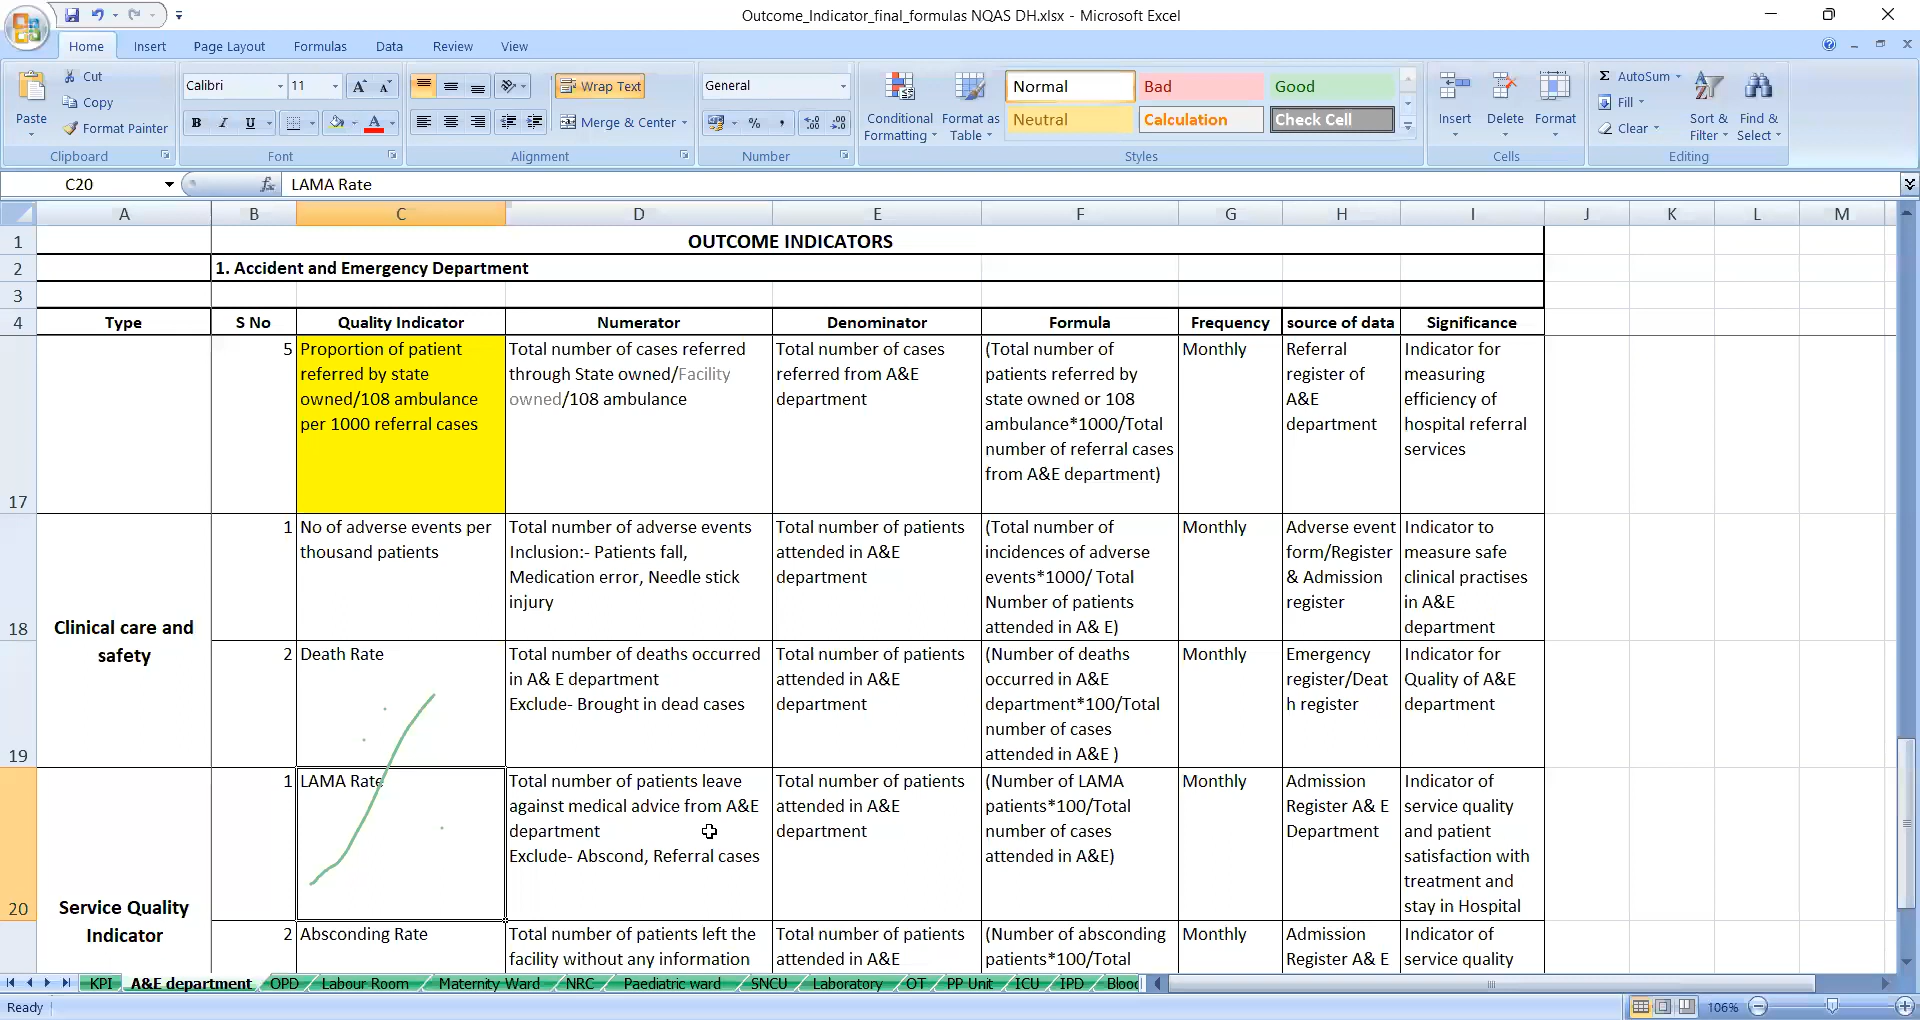 Outcome_Indicator_final_formulas NQAS DH.xlsx - Microsoft Excel
Home Insert Page Layout Formulas Data Review View
Paste
Cut
Copy
Format Painter
Clipboard
Calibri 11
B I U
Font
Wrap Text
Merge & Center
Alignment
General
%
Number
Conditional Formatting
Format as Table
Normal Bad Good
Neutral Calculation Check Cell
Styles
Insert Delete Format
Cells
AutoSum
Fill
Clear
Sort & Filter
Find & Select
Editing
C20 fx LAMA Rate
A B C D E F G H I J K L M
1 OUTCOME INDICATORS
2 1. Accident and Emergency Department
3
4 Type S No Quality Indicator Numerator Denominator Formula Frequency source of data Significance
17
5
Proportion of patient
referred by state
owned/108 ambulance
per 1000 referral cases
Total number of cases referred
through State owned/Facility
owned/108 ambulance
Total number of cases
referred from A&E
department
(Total number of
patients referred by
state owned or 108
ambulance*1000/Total
number of referral cases
from A&E department)
Monthly
Referral
register of
A&E
department
Indicator for
measuring
efficiency of
hospital referral
services
18
Clinical care and
safety
1
No of adverse events per
thousand patients
Total number of adverse events
Inclusion:- Patients fall,
Medication error, Needle stick
injury
Total number of patients
attended in A&E
department
(Total number of
incidences of adverse
events*1000/ Total
Number of patients
attended in A& E)
Monthly
Adverse event
form/Register
& Admission
register
Indicator to
measure safe
clinical practises
in A&E
department
19
2
Death Rate
Total number of deaths occurred
in A& E department
Exclude- Brought in dead cases
Total number of patients
attended in A&E
department
(Number of deaths
occurred in A&E
department*100/Total
number of cases
attended in A&E )
Monthly
Emergency
register/Deat
h register
Indicator for
Quality of A&E
department
20
Service Quality
Indicator
1
LAMA Rate
Total number of patients leave
against medical advice from A&E
department
Exclude- Abscond, Referral cases
Total number of patients
attended in A&E
department
(Number of LAMA
patients*100/Total
number of cases
attended in A&E)
Monthly
Admission
Register A& E
Department
Indicator of
service quality
and patient
satisfaction with
treatment and
stay in Hospital
2
Absconding Rate
Total number of patients left the
facility without any information
Total number of patients
attended in A&E
(Number of absconding
patients*100/Total
Monthly
Admission
Register A& E
Indicator of
service quality
KPI A&E department OPD Labour Room Maternity Ward NRC Paediatric ward SNCU Laboratory OT PP Unit ICU IPD Blood
Ready 106%